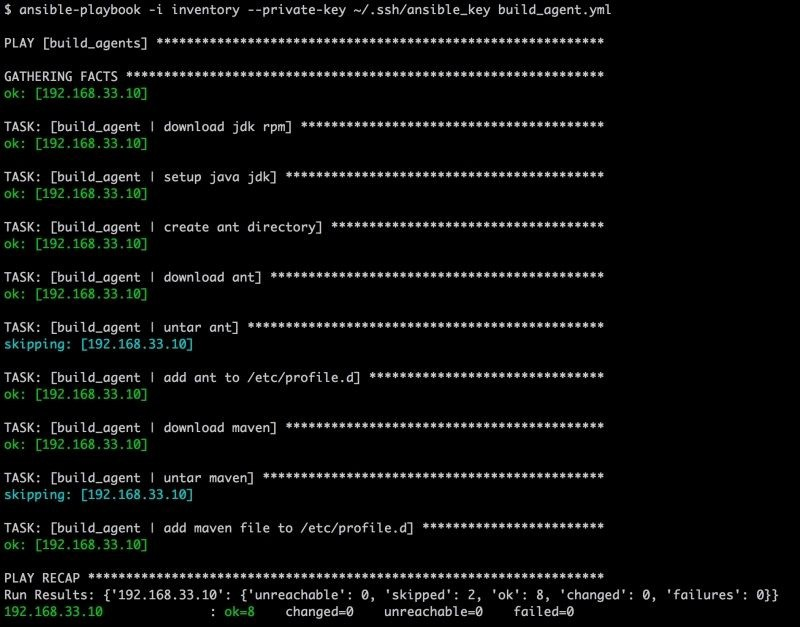 $ ansible-playbook -i inventory --private-key ~/.ssh/ansible_key build_agent.yml
PLAY [build_agents] ***********************************************************
GATHERING FACTS ***************************************************************
ok: [192.168.33.10]
TASK: [build_agent | download jdk rpm] ****************************************
ok: [192.168.33.10]
TASK: [build_agent | setup java jdk] ******************************************
ok: [192.168.33.10]
TASK: [build_agent | create ant directory] ************************************
ok: [192.168.33.10]
TASK: [build_agent | download ant] ********************************************
ok: [192.168.33.10]
TASK: [build_agent | untar ant] ***********************************************
skipping: [192.168.33.10]
TASK: [build_agent | add ant to /etc/profile.d] *******************************
ok: [192.168.33.10]
TASK: [build_agent | download maven] ******************************************
ok: [192.168.33.10]
TASK: [build_agent | untar maven] *********************************************
skipping: [192.168.33.10]
TASK: [build_agent | add maven file to /etc/profile.d] ************************
ok: [192.168.33.10]
PLAY RECAP ********************************************************************
Run Results: {'192.168.33.10': {'unreachable': 0, 'skipped': 2, 'ok': 8, 'changed': 0, 'failures': 0}}
192.168.33.10 : ok=8 changed=0 unreachable=0 failed=0